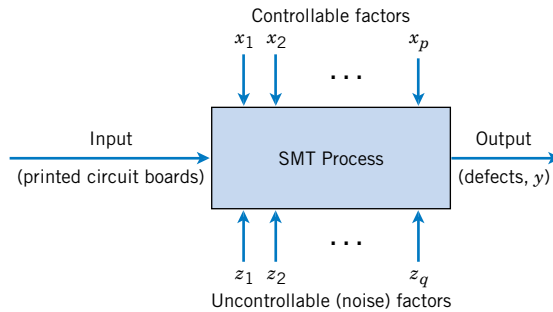 Controllable factors
x1 x2 ... xp
Input
(printed circuit boards)
SMT Process
Output
(defects, y)
...
z1 z2 zq
Uncontrollable (noise) factors